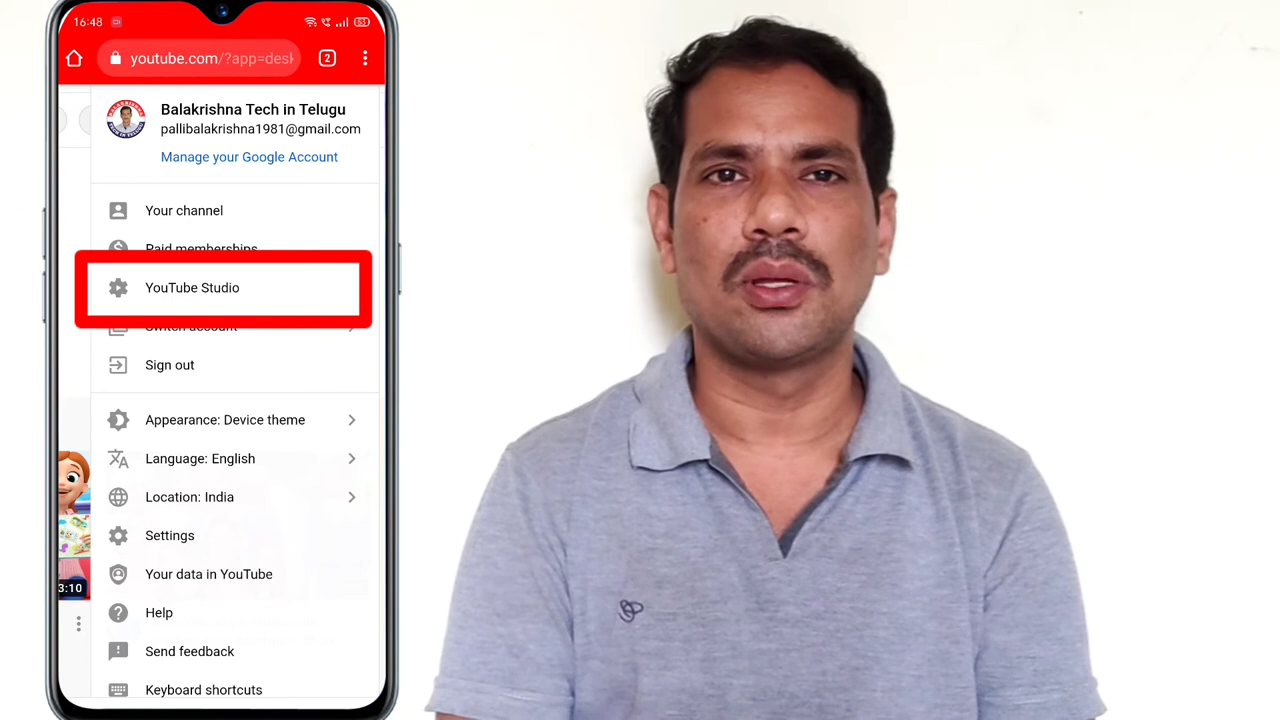 16:48
youtube.com/?app=desk
2
Balakrishna Tech in Telugu
pallibalakrishna1981@gmail.com
Manage your Google Account
Your channel
Paid memberships
YouTube Studio
Switch account
Sign out
Appearance: Device theme
Language: English
Location: India
Settings
Your data in YouTube
3:10
Help
Send feedback
Keyboard shortcuts